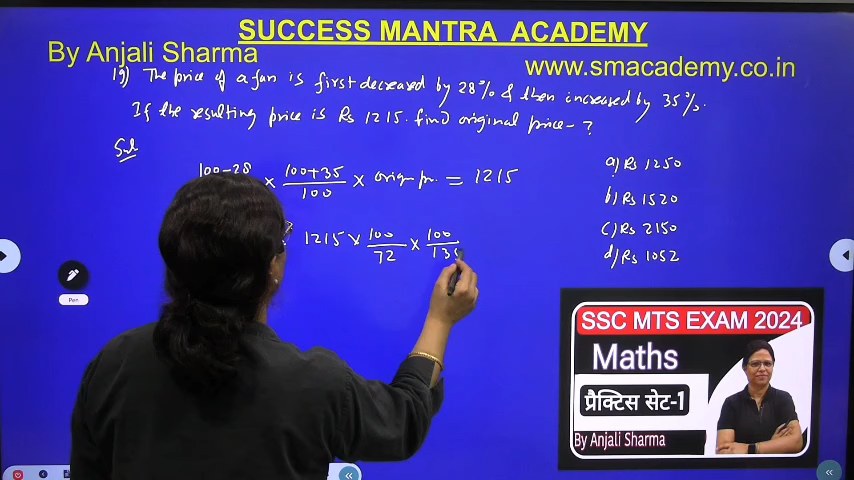 SUCCESS MANTRA ACADEMY
By Anjali Sharma
www.smacademy.co.in
19) The price of a fan is first decreased by 28% & then increased by 35%.
If the resulting price is Rs 1215. find original price - ?
Sol
100-28 × 100+35/100 × origin pr. = 1215
1215 × 100/72 × 100/135
a) Rs 1250
b) Rs 1520
c) Rs 2150
d) Rs 1052
Pen
SSC MTS EXAM 2024
Maths
प्रैक्टिस सेट-1
By Anjali Sharma